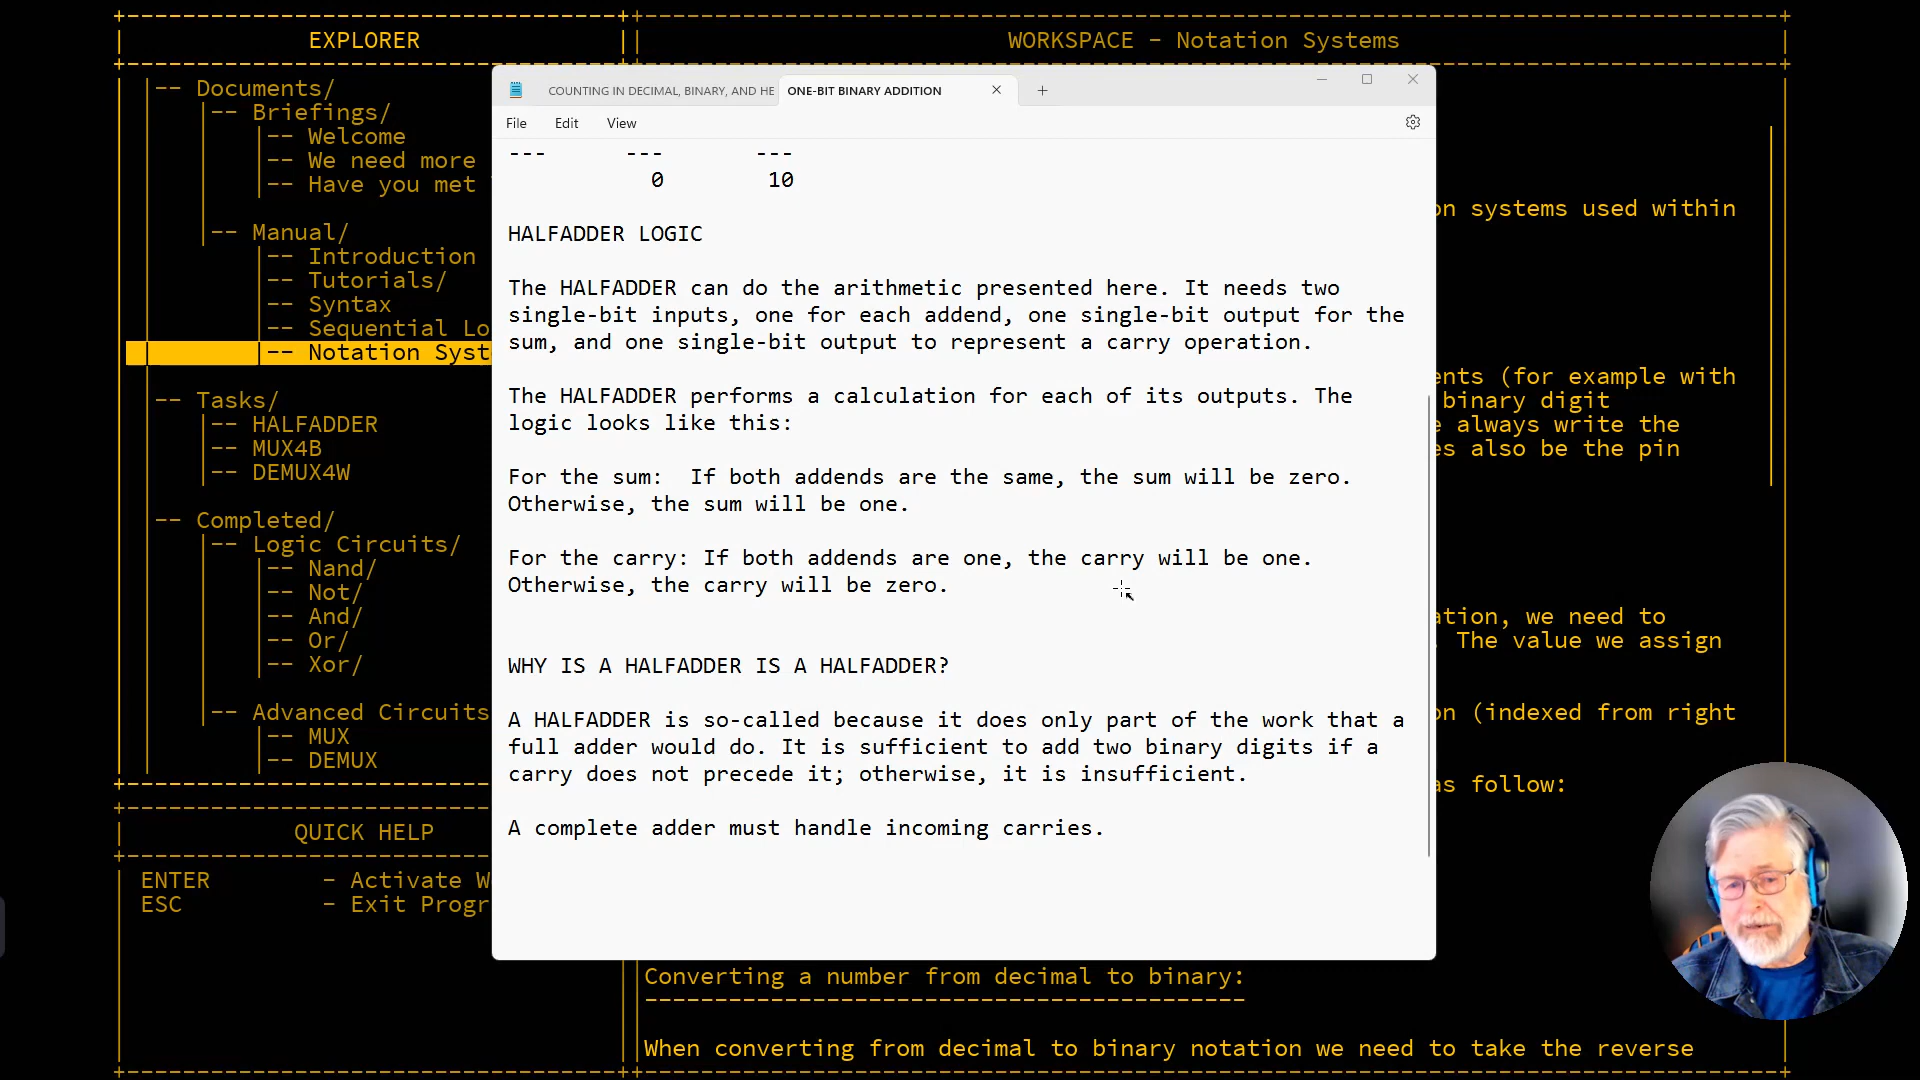 EXPLORER
WORKSPACE - Notation Systems
-- Documents/
-- Briefings/
-- Welcome
-- We need more
-- Have you met
-- Manual/
-- Introduction
-- Tutorials/
-- Syntax
-- Sequential Lo
-- Notation Syst
-- Tasks/
-- HALFADDER
-- MUX4B
-- DEMUX4W
-- Completed/
-- Logic Circuits/
-- Nand/
-- Not/
-- And/
-- Or/
-- Xor/
-- Advanced Circuits
-- MUX
-- DEMUX
QUICK HELP
ENTER - Activate W
ESC - Exit Progr
COUNTING IN DECIMAL, BINARY, AND HE
ONE-BIT BINARY ADDITION
File Edit View
--- --- ---
0 10
HALFADDER LOGIC
The HALFADDER can do the arithmetic presented here. It needs two
single-bit inputs, one for each addend, one single-bit output for the
sum, and one single-bit output to represent a carry operation.
The HALFADDER performs a calculation for each of its outputs. The
logic looks like this:
For the sum:  If both addends are the same, the sum will be zero.
Otherwise, the sum will be one.
For the carry: If both addends are one, the carry will be one.
Otherwise, the carry will be zero.
WHY IS A HALFADDER IS A HALFADDER?
A HALFADDER is so-called because it does only part of the work that a
full adder would do. It is sufficient to add two binary digits if a
carry does not precede it; otherwise, it is insufficient.
A complete adder must handle incoming carries.
on systems used within
ents (for example with
binary digit
e always write the
es also be the pin
ation, we need to
. The value we assign
on (indexed from right
as follow:
Converting a number from decimal to binary:
-------------------------------------------
When converting from decimal to binary notation we need to take the reverse